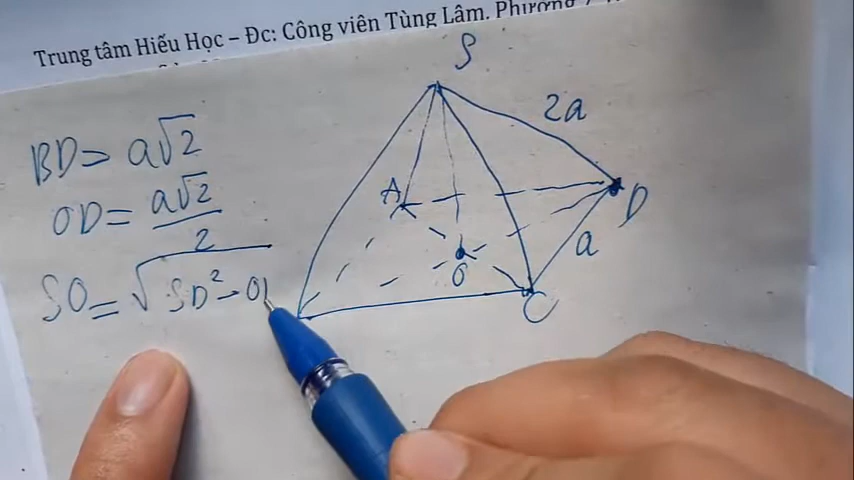 Trung tâm Hiếu Học – Đc: Công viên Tùng Lâm. Phường
BD = a√2
OD = a√2/2
SO = √SD² - O
S
2a
A
D
a
O
C